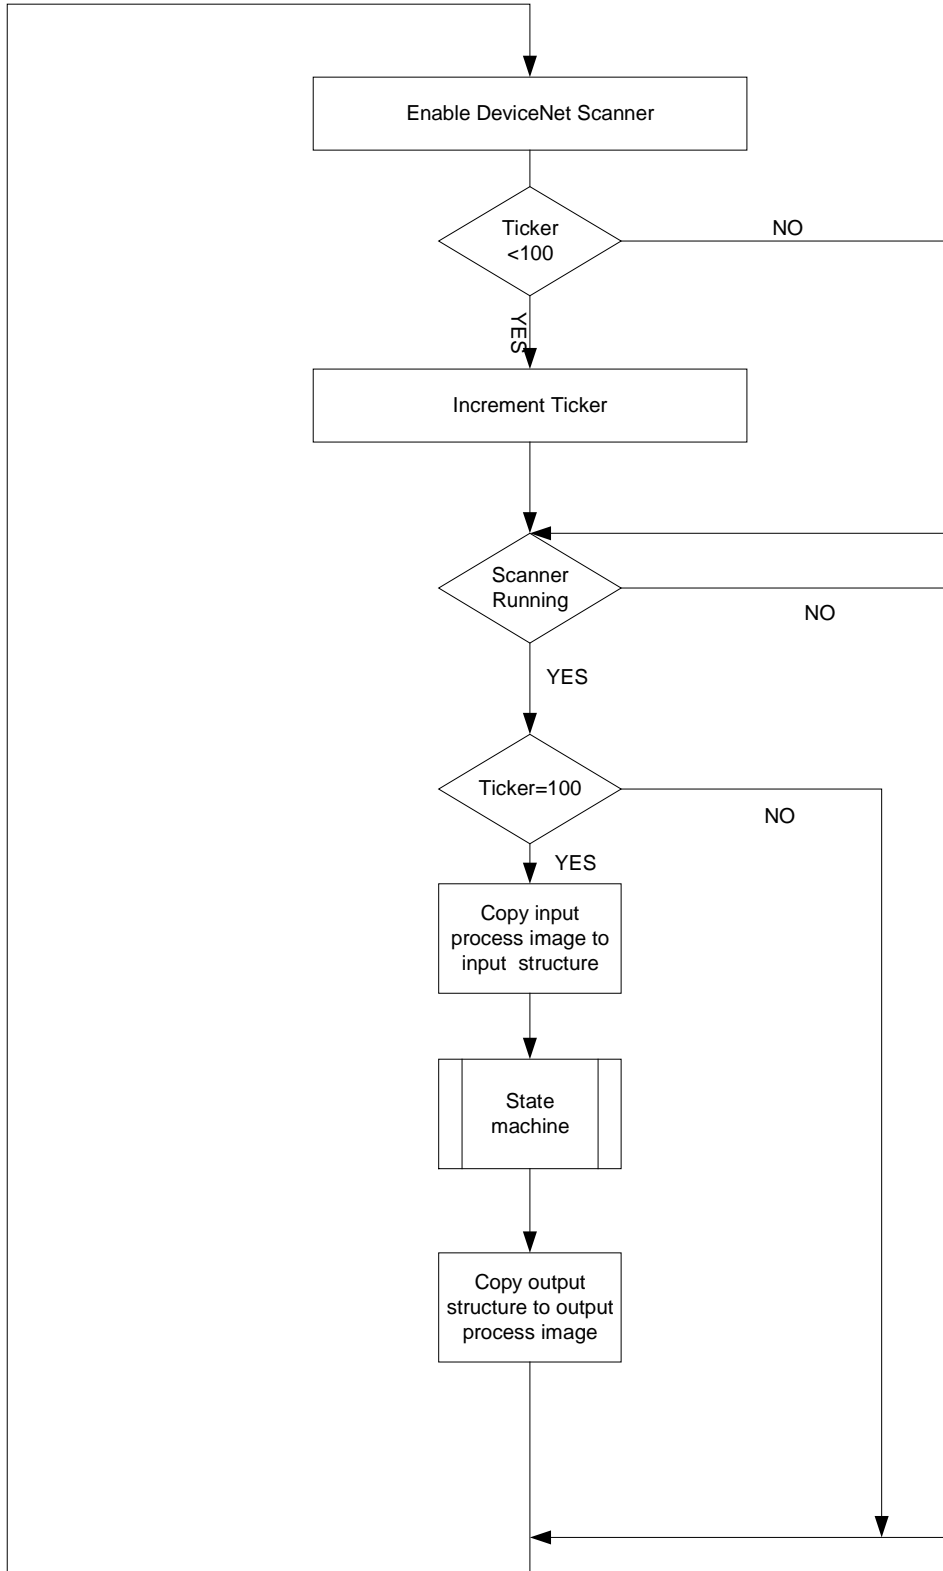 Enable DeviceNet Scanner
Ticker
<100
NO
YES
Increment Ticker
Scanner
Running
NO
YES
Ticker=100
NO
YES
Copy input
process image to
input structure
State
machine
Copy output
structure to output
process image